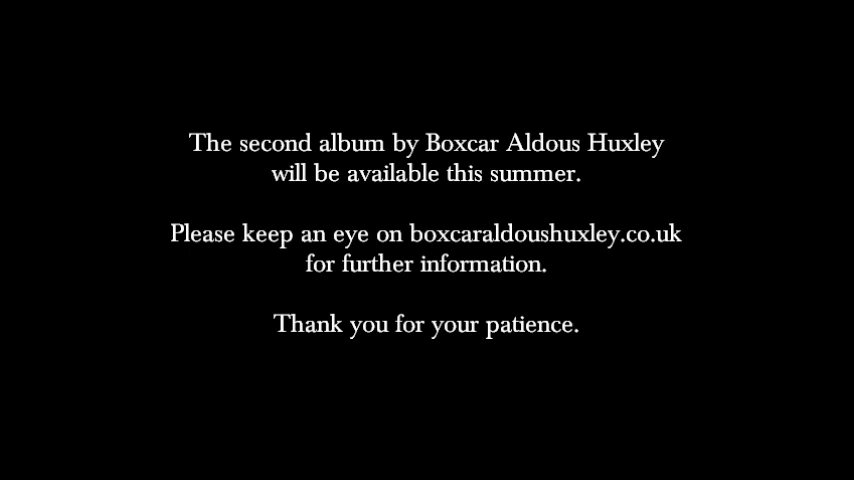 The second album by Boxcar Aldous Huxley
will be available this summer.
Please keep an eye on boxcaraldoushuxley.co.uk
for further information.
Thank you for your patience.